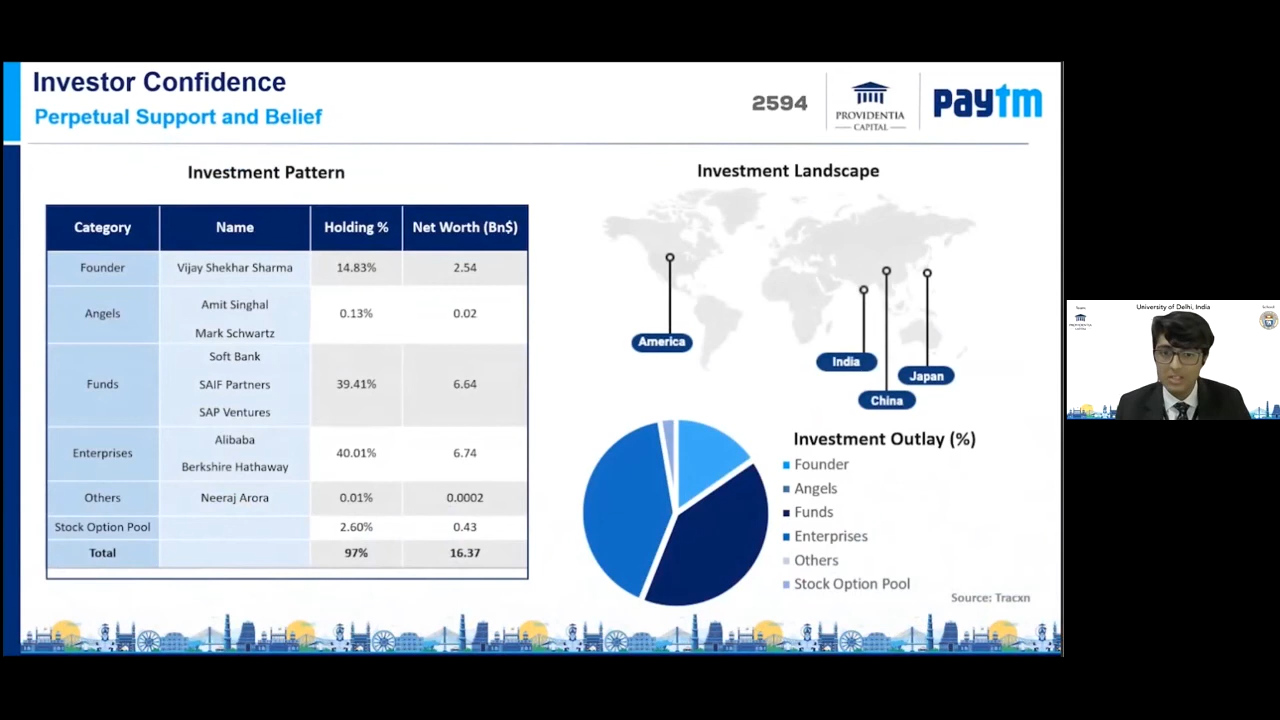 Investor Confidence
Perpetual Support and Belief
2594
PROVIDENTIA
CAPITAL
paytm
Investment Pattern
Category Name Holding % Net Worth (Bn$)
Founder Vijay Shekhar Sharma 14.83% 2.54
Angels Amit Singhal 0.13% 0.02
Mark Schwartz
Funds Soft Bank 39.41% 6.64
SAIF Partners
SAP Ventures
Enterprises Alibaba 40.01% 6.74
Berkshire Hathaway
Others Neeraj Arora 0.01% 0.0002
Stock Option Pool 2.60% 0.43
Total 97% 16.37
Investment Landscape
America
India
Japan
China
Investment Outlay (%)
Founder
Angels
Funds
Enterprises
Others
Stock Option Pool
Source: Tracxn
University of Delhi, India
PROVIDENTIA
CAPITAL